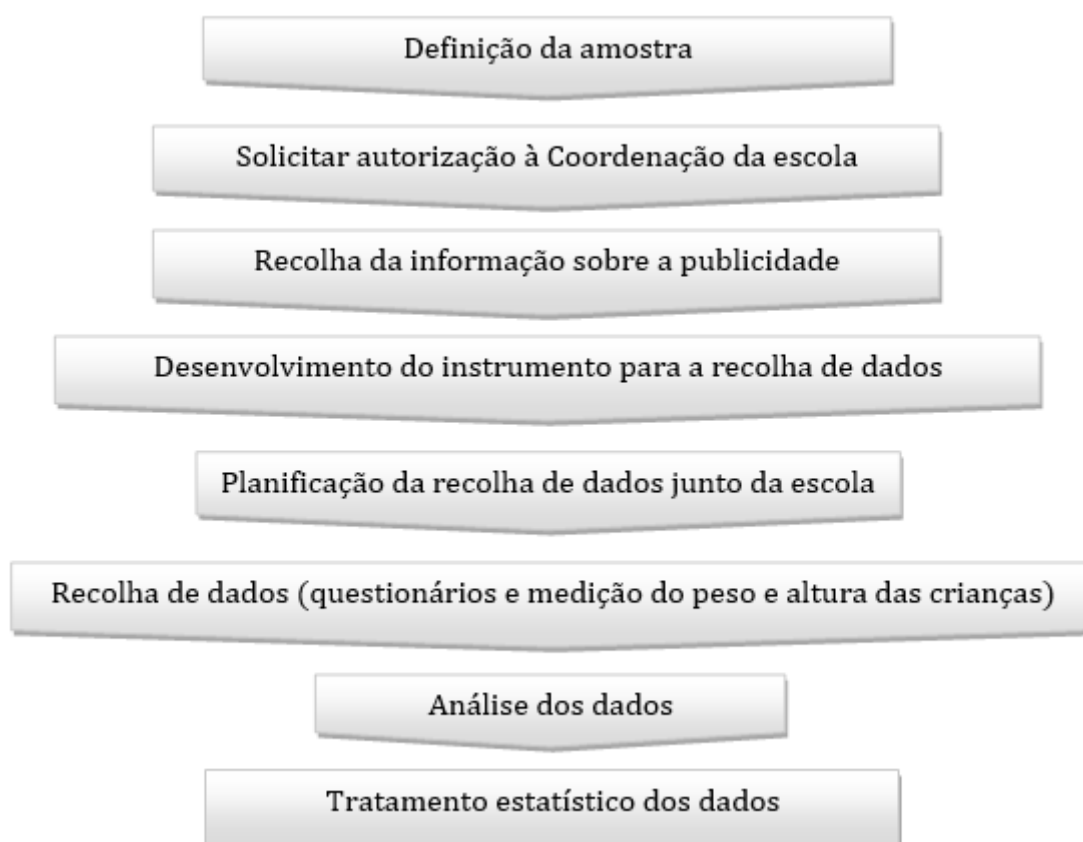 Definição da amostra
Solicitar autorização à Coordenação da escola
Recolha da informação sobre a publicidade
Desenvolvimento do instrumento para a recolha de dados
Planificação da recolha de dados junto da escola
Recolha de dados (questionários e medição do peso e altura das crianças)
Análise dos dados
Tratamento estatístico dos dados